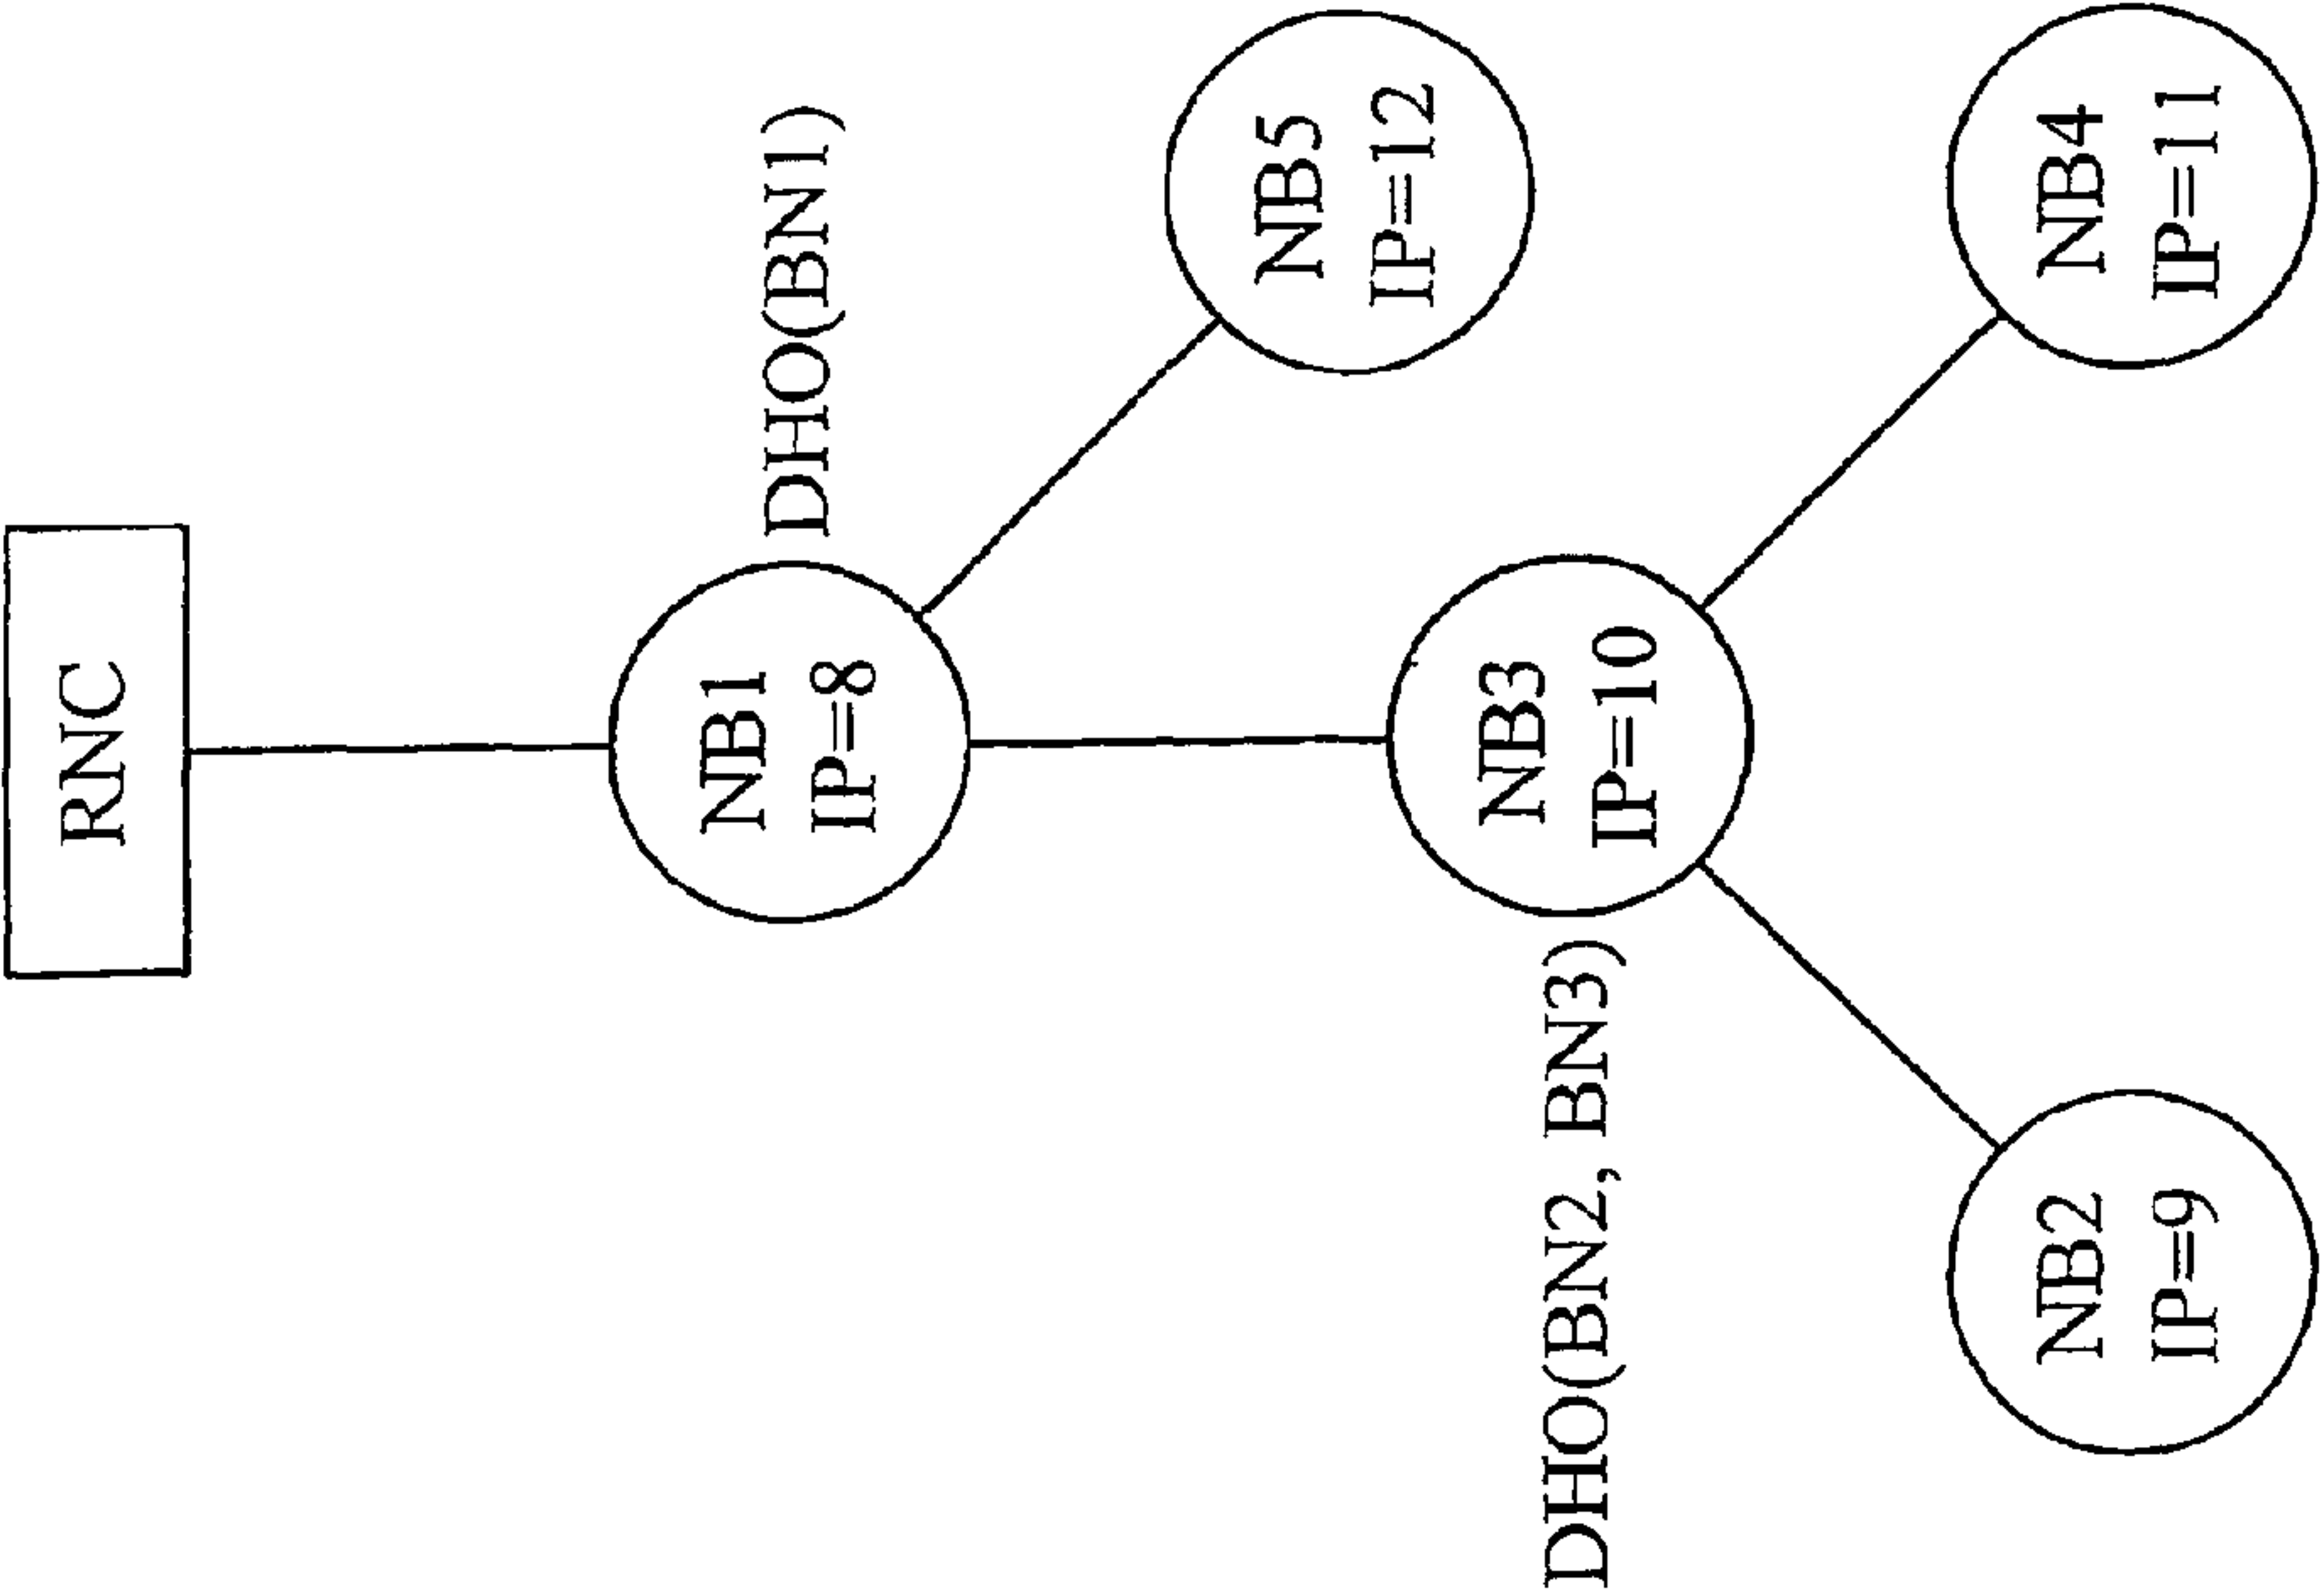 RNC
NB1
IP=8
DHO(BN1)
NB5
IP=12
NB3
IP=10
DHO(BN2, BN3)
NB4
IP=11
NB2
IP=9